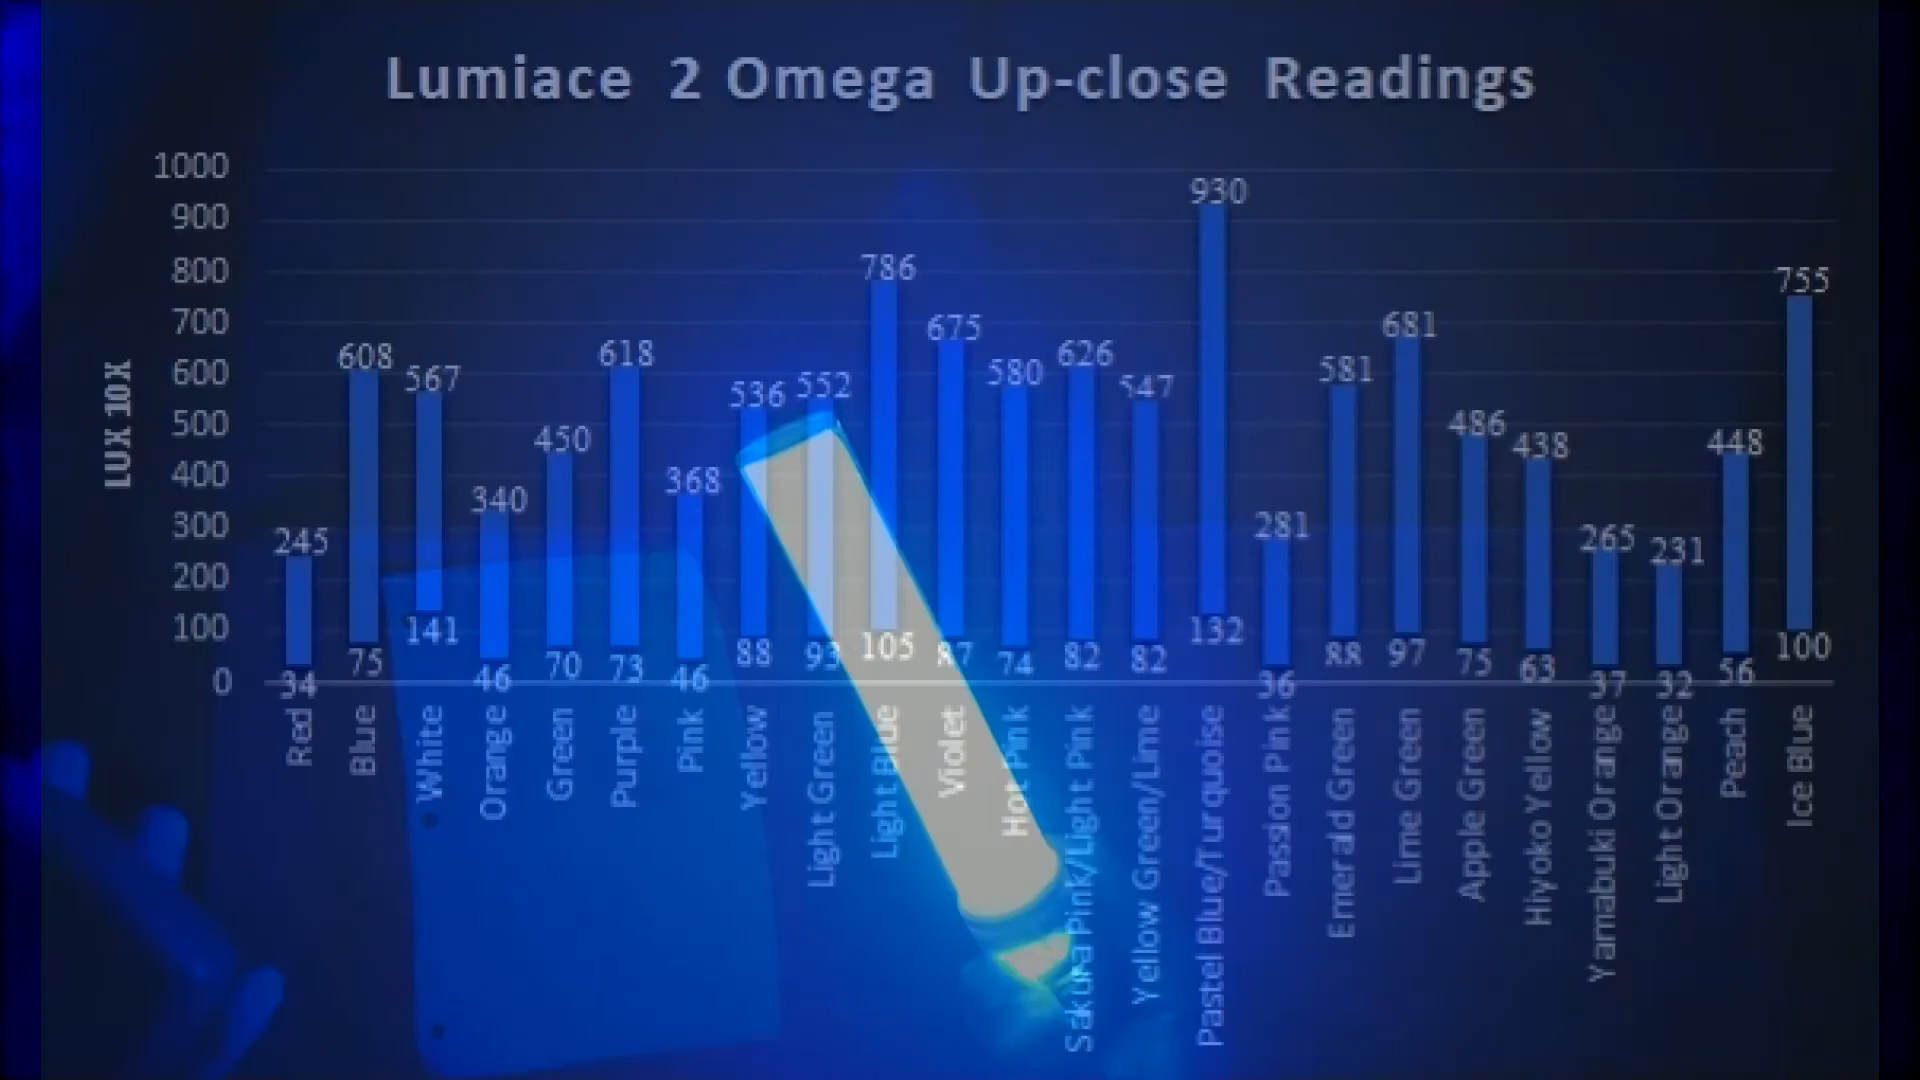 Lumiace 2 Omega Up-close Readings
LUX 10X
1000
900
800
700
600
500
400
300
200
100
0
245
608
567
340
450
618
368
536
552
786
675
580
626
547
930
281
581
681
486
438
265
231
448
755
34
75
141
46
70
73
46
88
93
105
87
74
82
82
132
36
88
97
75
63
37
32
56
100
Red
Blue
White
Orange
Green
Purple
Pink
Yellow
Light Green
Light Blue
Violet
Hot Pink
Sakura Pink/Light Pink
Yellow Green/Lime
Pastel Blue/Turquoise
Passion Pink
Emerald Green
Lime Green
Apple Green
Hiyoko Yellow
Yamabuki Orange
Light Orange
Peach
Ice Blue